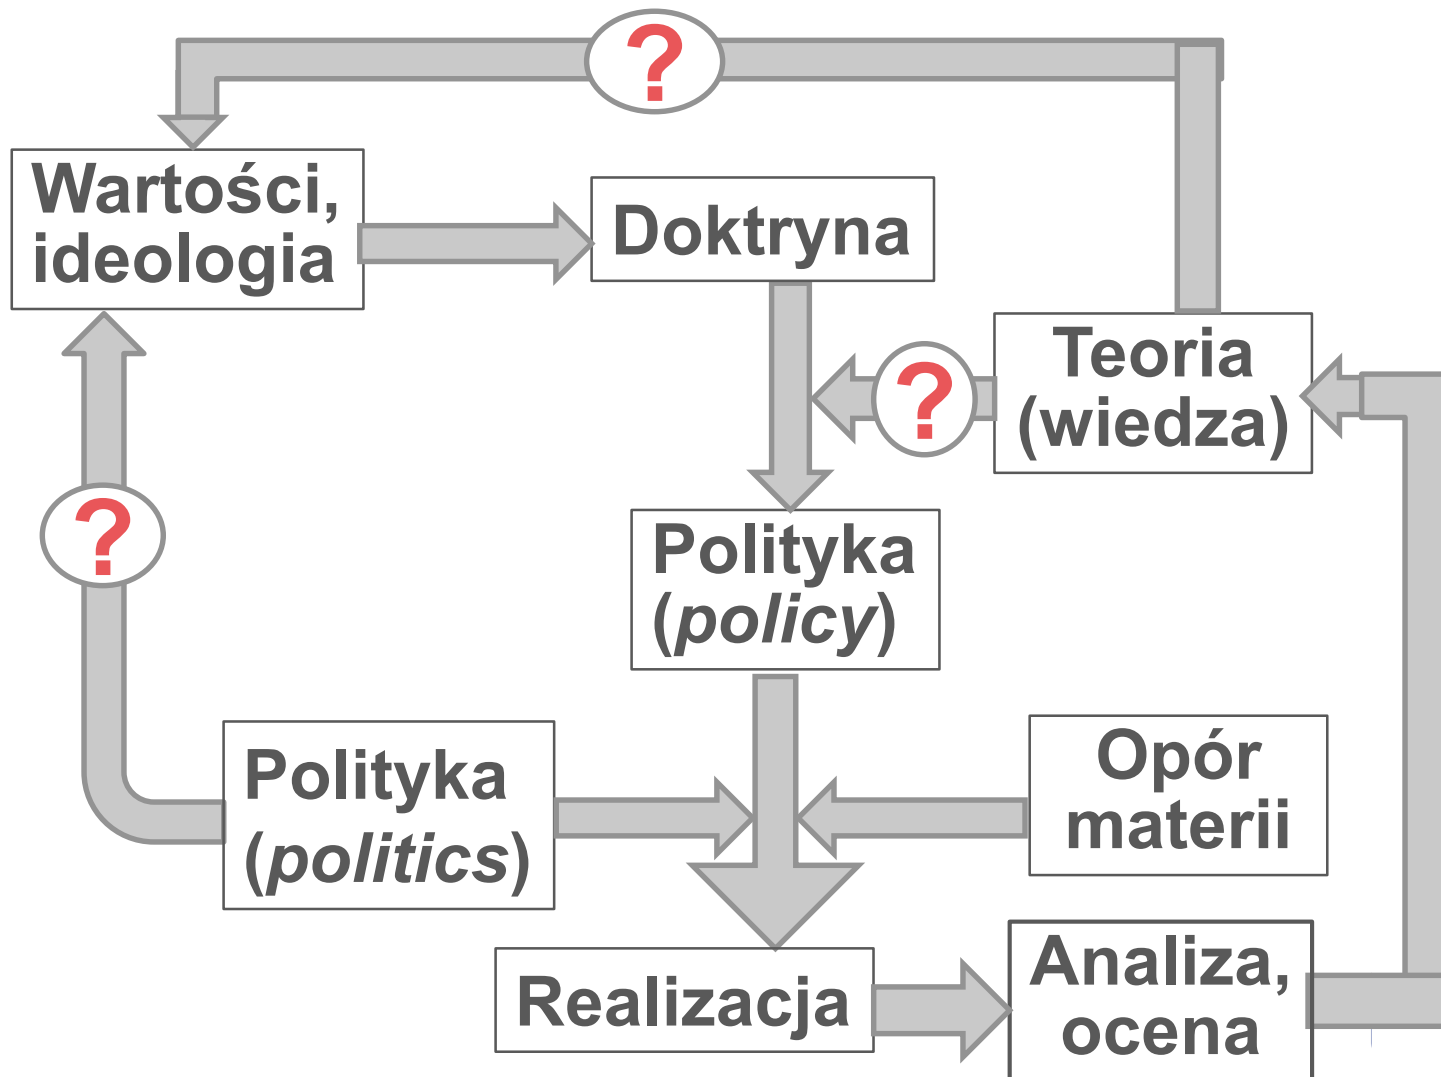 ?
Wartości,
ideologia
Doktryna
Teoria
(wiedza)
?
?
Polityka
(policy)
Polityka
(politics)
Opór
materii
Realizacja
Analiza,
ocena